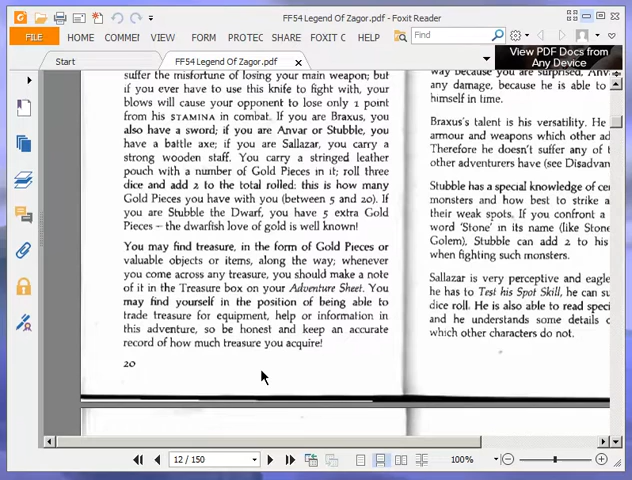 FF54 Legend Of Zagor.pdf - Foxit Reader
FILE HOME COMMEI VIEW FORM PROTEC SHARE FOXIT C HELP Find
Start FF54 Legend Of Zagor.pdf
View PDF Docs from
Any Device
suffer the misfortune of losing your main weapon; but
if you ever have to use this knife to fight with, your
blows will cause your opponent to lose only 1 point
from his STAMINA in combat. If you are Braxus, you
also have a sword; if you are Anvar or Stubble, you
have a battle axe; if you are Sallazar, you carry a
strong wooden staff. You carry a stringed leather
pouch with a number of Gold Pieces in it; roll three
dice and add 2 to the total rolled: this is how many
Gold Pieces you have with you (between 5 and 20). If
you are Stubble the Dwarf, you have 5 extra Gold
Pieces – the dwarfish love of gold is well known!
You may find treasure, in the form of Gold Pieces or
valuable objects or items, along the way; whenever
you come across any treasure, you should make a note
of it in the Treasure box on your Adventure Sheet. You
may find yourself in the position of being able to
trade treasure for equipment, help or information in
this adventure, so be honest and keep an accurate
record of how much treasure you acquire!
20
way because you are surprised, Anv
any damage, because he is able to
himself in time.
Braxus's talent is his versatility. He
armour and weapons which other ad
Therefore he doesn't suffer any of t
other adventurers have (see Disadvan
Stubble has a special knowledge of cer
monsters and how best to strike a
their weak spots. If you confront a
word 'Stone' in its name (like Stone
Golem), Stubble can add 2 to his
when fighting such monsters.
Sallazar is very perceptive and eagle
he has to Test his Spot Skill, he can su
dice roll. He is also able to read speci
and he understands some details c
which other characters do not.
12 / 150 100%